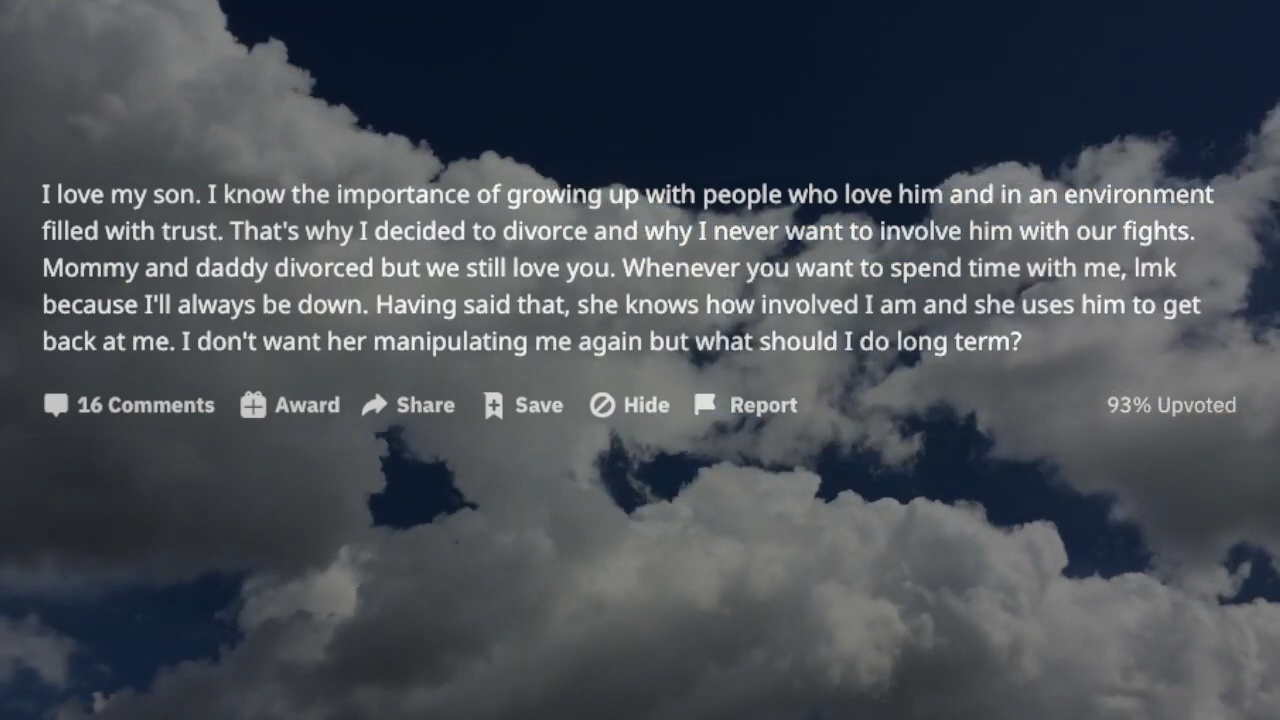 I love my son. I know the importance of growing up with people who love him and in an environment
filled with trust. That's why I decided to divorce and why I never want to involve him with our fights.
Mommy and daddy divorced but we still love you. Whenever you want to spend time with me, lmk
because I'll always be down. Having said that, she knows how involved I am and she uses him to get
back at me. I don't want her manipulating me again but what should I do long term?
16 Comments Award Share Save Hide Report 93% Upvoted